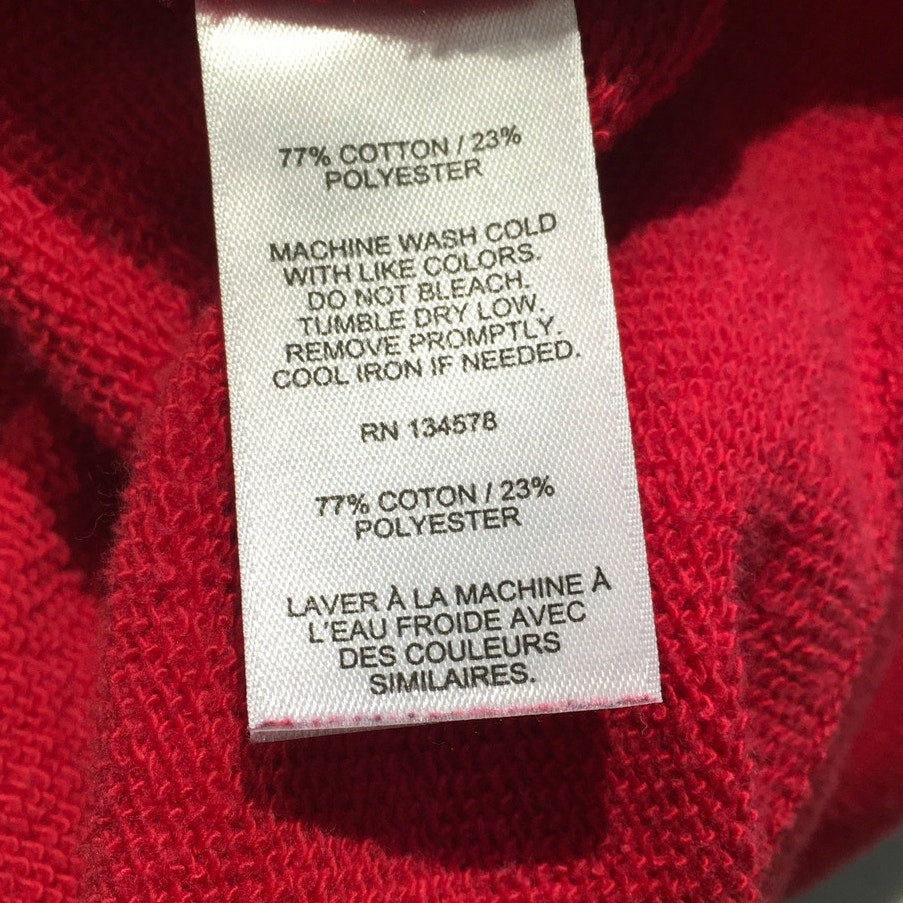 77% COTTON / 23%
POLYESTER
MACHINE WASH COLD
WITH LIKE COLORS.
DO NOT BLEACH.
TUMBLE DRY LOW.
REMOVE PROMPTLY.
COOL IRON IF NEEDED.
RN 134578
77% COTON / 23%
POLYESTER
LAVER À LA MACHINE À
L'EAU FROIDE AVEC
DES COULEURS
SIMILAIRES.